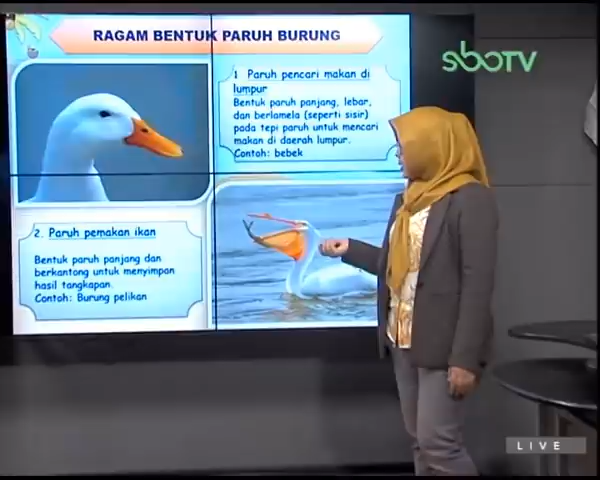 RAGAM BENTUK PARUH BURUNG
sboTV
1 Paruh pencari makan di
lumpur
Bentuk paruh panjang, lebar,
dan berlamela (seperti sisir)
pada tepi paruh untuk mencari
makan di daerah lumpur.
Contoh: bebek
2. Paruh pemakan ikan
Bentuk paruh panjang dan
berkantong untuk menyimpan
hasil tangkapan.
Contoh: Burung pelikan
LIVE